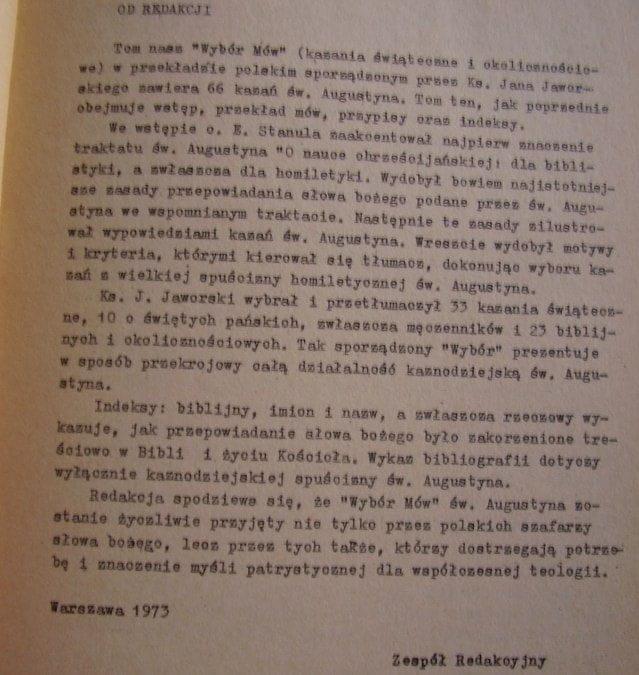 OD REDAKCJI
Tom nasz "Wybór Mów" (kazania świąteczne i okolicznościo-
we) w przekładzie polskim sporządzonym przez Ks. Jana Jawor-
skiego zawiera 66 kazań św. Augustyna. Tom ten, jak poprzednie
obejmuje wstęp, przekład mów, przypisy oraz indeksy.
We wstępie o. E. Stanula zaakcentował najpierw znaczenie
traktatu św. Augustyna "O nauce chrześcijańskiej: dla bibli-
styki, a zwłaszcza dla homiletyki. Wydobył bowiem najistotniej-
sze zasady przepowiadania słowa bożego podane przez św. Augu-
styna we wspomnianym traktacie. Następnie te zasady zilustro-
wał wypowiedziami kazań św. Augustyna. Wreszcie wydobył motywy
i kryteria, którymi kierował się tłumacz, dokonując wyboru ka-
zań z wielkiej spuścizny homiletycznej św. Augustyna.
Ks. J. Jaworski wybrał i przetłumaczył 33 kazania świątecz-
ne, 10 o świętych pańskich, zwłaszcza męczenników i 23 biblij-
nych i okolicznościowych. Tak sporządzony "Wybór" prezentuje
w sposób przekrojowy całą działalność kaznodziejską św. Augu-
styna.
Indeksy: biblijny, imion i nazw, a zwłaszcza rzeczowy wy-
kazuje, jak przepowiadanie słowa bożego było zakorzenione tre-
ściowo w Bibli i życiu Kościoła. Wykaz bibliografii dotyczy
wyłącznie kaznodziejskiej spuścizny św. Augustyna.
Redakcja spodziewa się, że "Wybór Mów" św. Augustyna zo-
stanie życzliwie przyjęty nie tylko przez polskich szafarzy
słowa bożego, lecz przez tych także, którzy dostrzegają potrze-
bę i znaczenie myśli patrystycznej dla współczesnej teologii.
Warszawa 1973
Zespół Redakcyjny